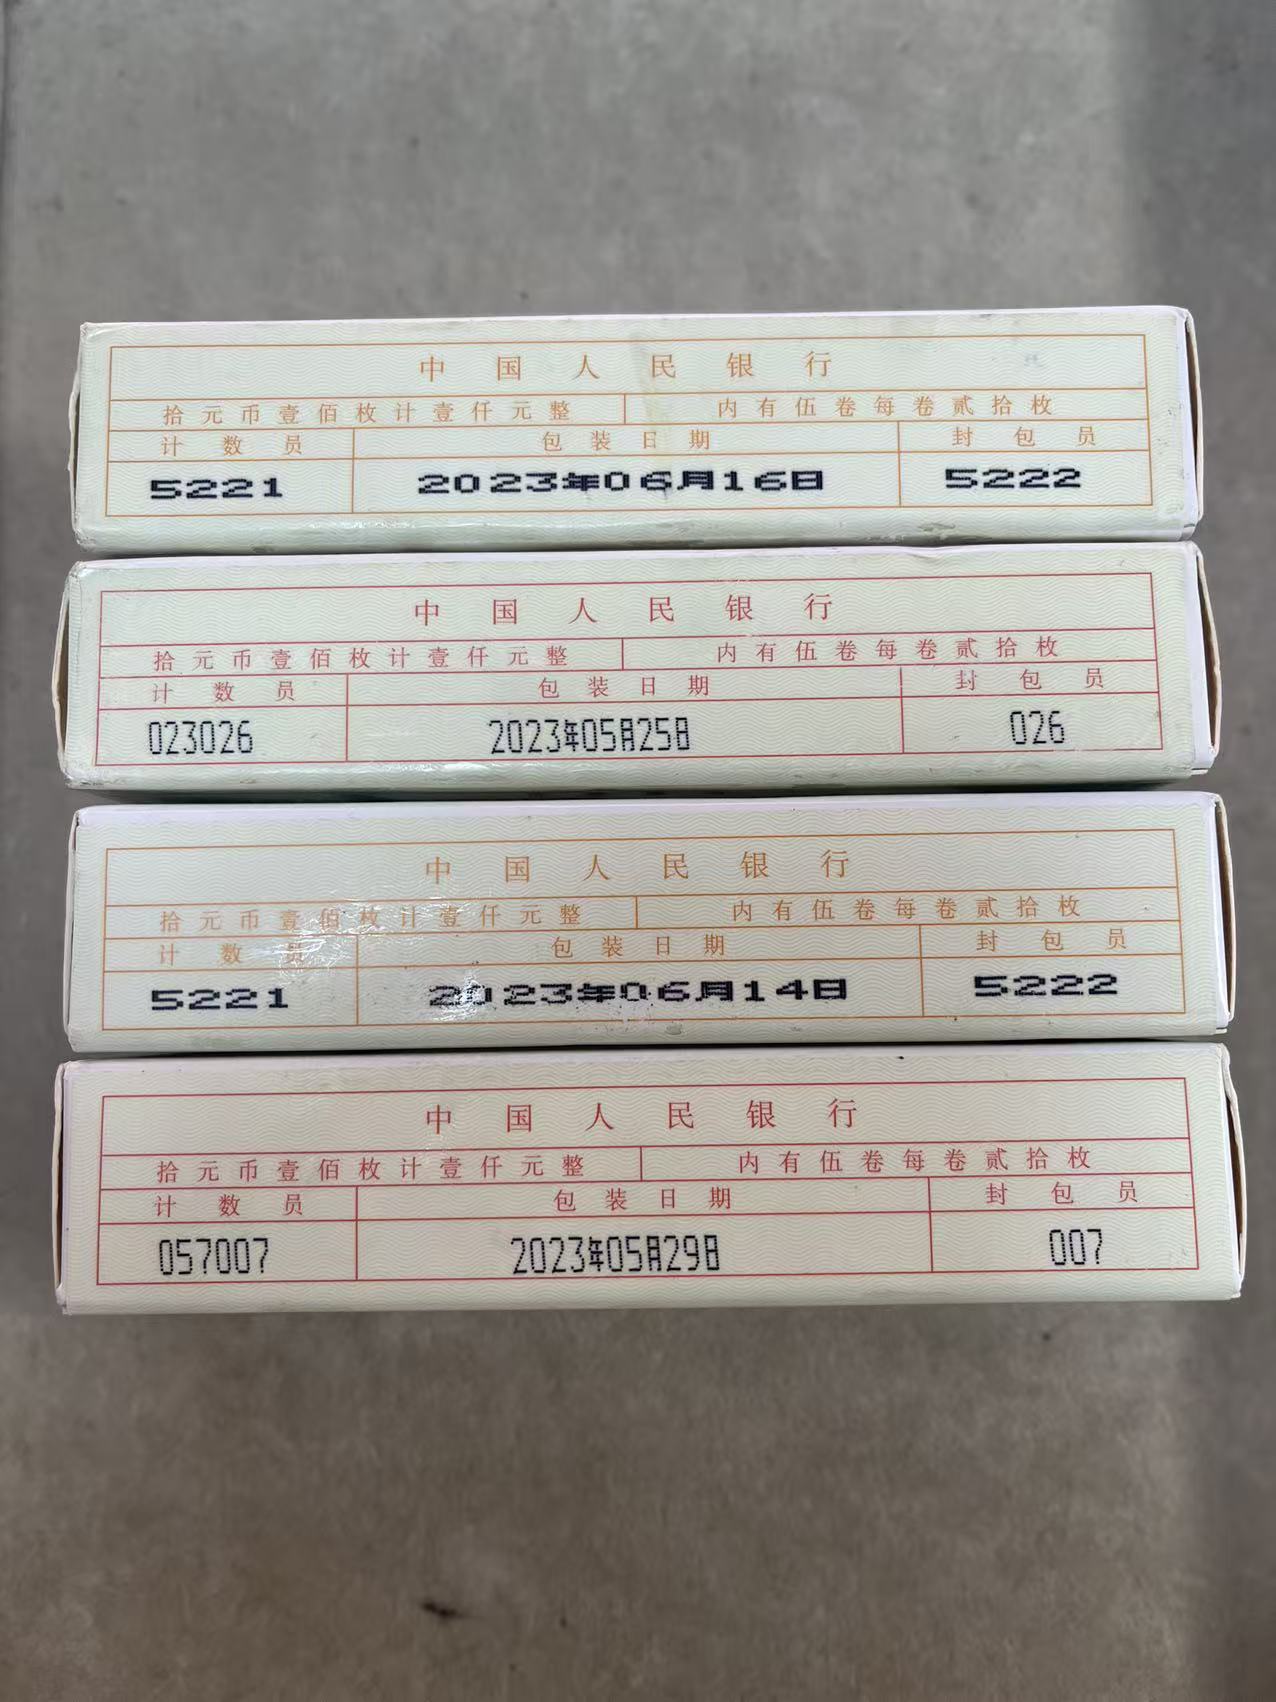 中国人民银行
拾元币壹佰枚计壹仟元整 内有伍卷每卷贰拾枚
计数员 包装日期 封包员
5221 2023年06月16日 5222
中国人民银行
拾元币壹佰枚计壹仟元整 内有伍卷每卷贰拾枚
计数员 包装日期 封包员
023026 2023年05月25日 026
中国人民银行
拾元币壹佰枚计壹仟元整 内有伍卷每卷贰拾枚
计数员 包装日期 封包员
5221 2023年06月14日 5222
中国人民银行
拾元币壹佰枚计壹仟元整 内有伍卷每卷贰拾枚
计数员 包装日期 封包员
057007 2023年05月29日 007